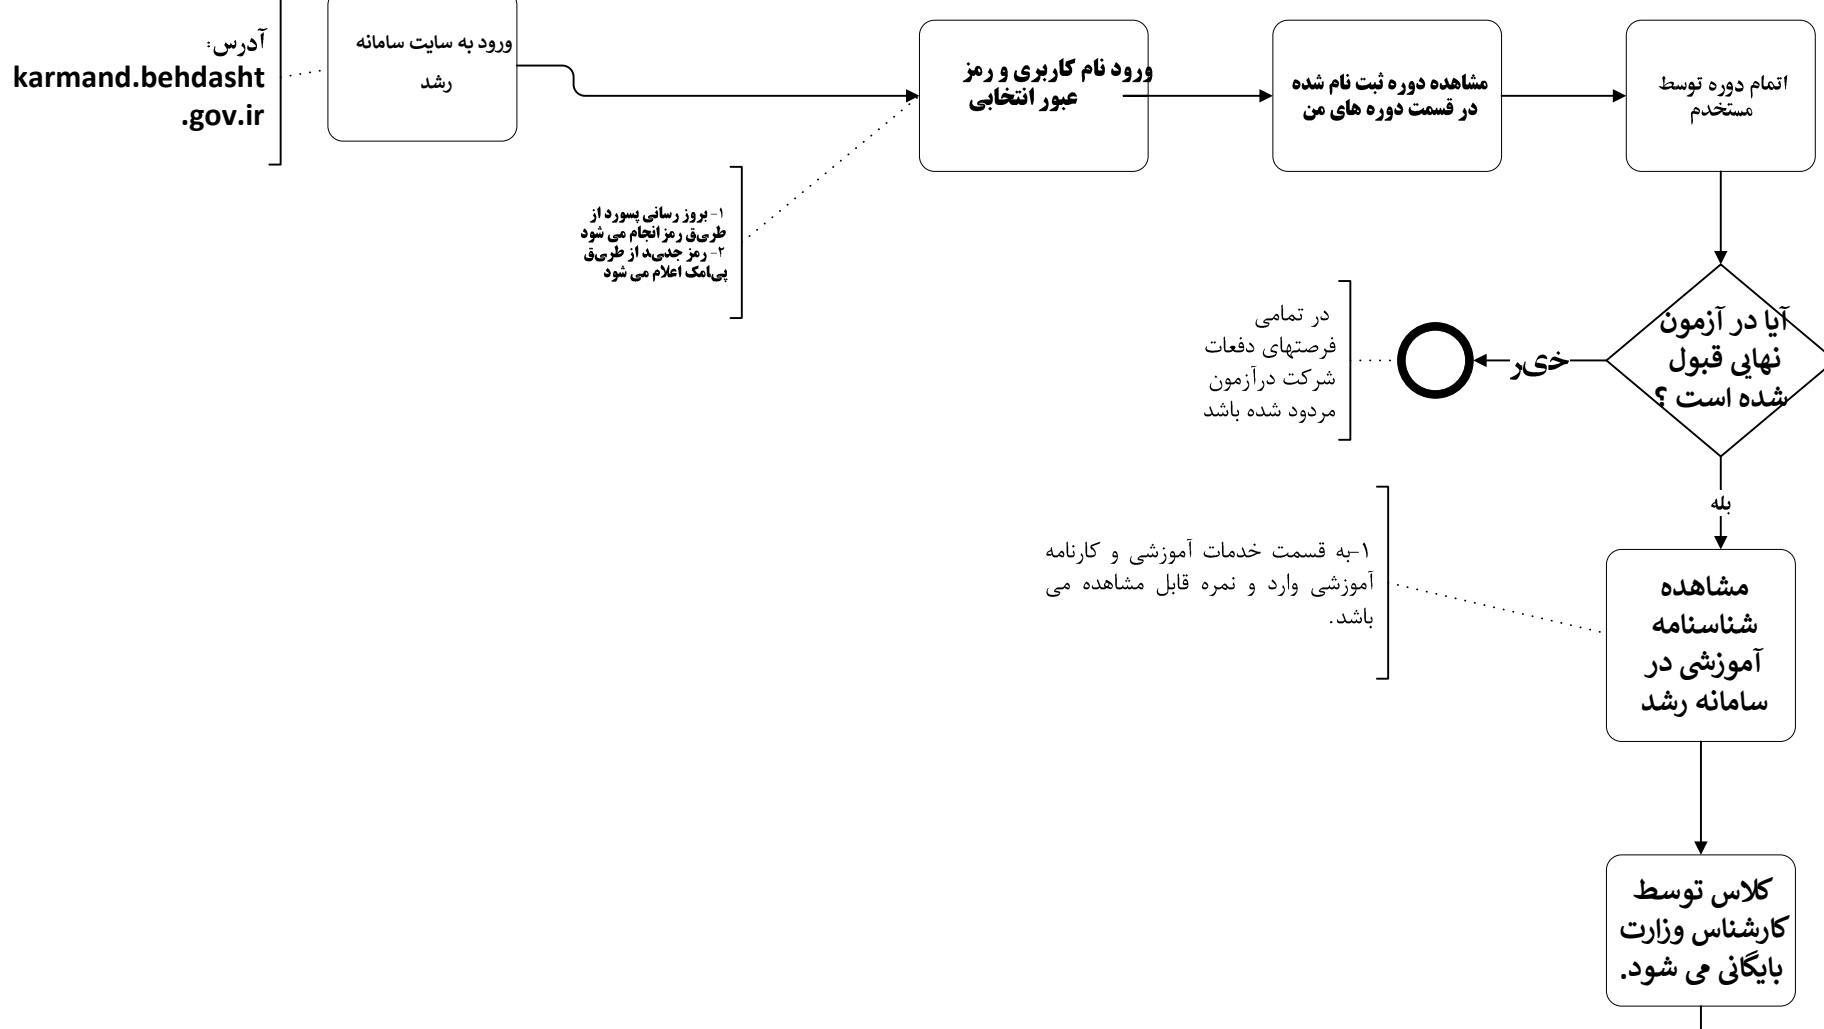 آدرس:
karmand.behdasht
.gov.ir
ورود به سایت سامانه
رشد
ورود نام کاربری و رمز
عبور انتخابی
مشاهده دوره ثبت نام شده
در قسمت دوره های من
اتمام دوره توسط
مستخدم
۱- بروز رسانی پسورد از
طریق رمز انجام می شود
۲- رمز جدید از طریق
پیامک اعلام می شود
آیا در آزمون
نهایی قبول
شده است ؟
خیر
در تمامی
فرصتهای دفعات
شرکت درآزمون
مردود شده باشد
بله
۱-به قسمت خدمات آموزشی و کارنامه
آموزشی وارد و نمره قابل مشاهده می
باشد.
مشاهده
شناسنامه
آموزشی در
سامانه رشد
کلاس توسط
کارشناس وزارت
بایگانی می شود.